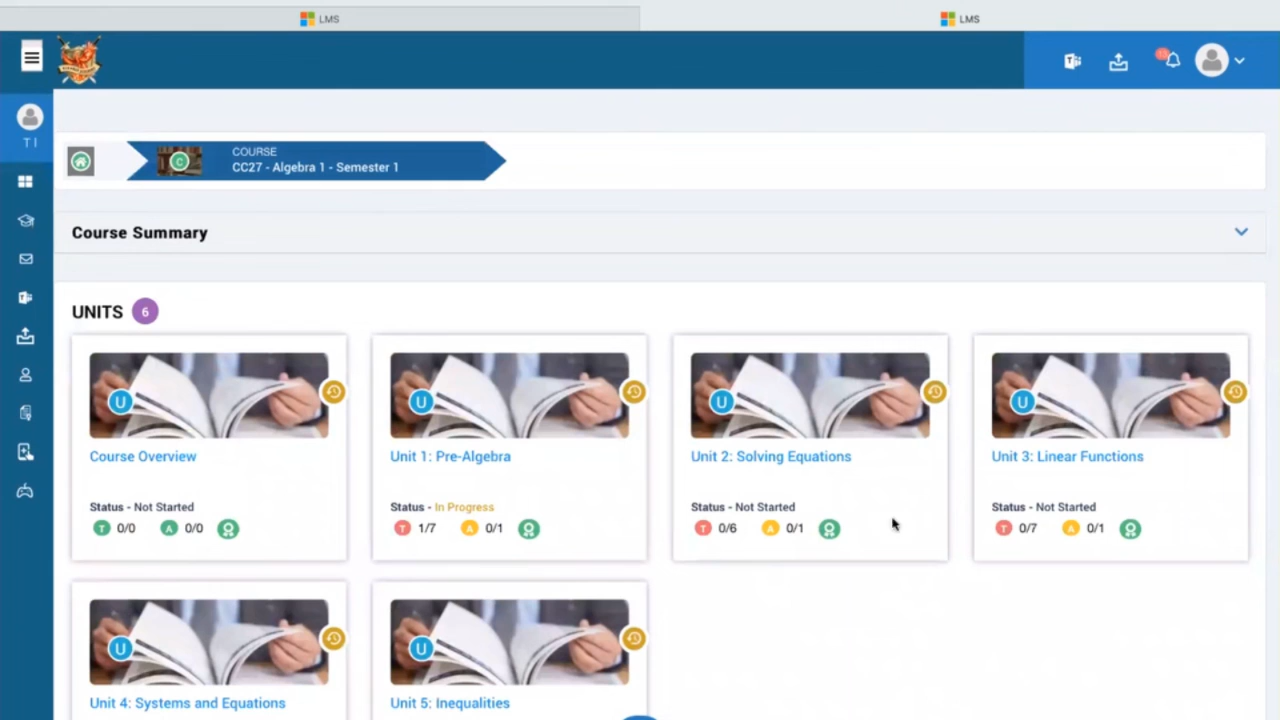 LMS
LMS
T I
COURSE
C
CC27 - Algebra 1 - Semester 1
Course Summary
UNITS 6
U
U
U
U
Course Overview
Unit 1: Pre-Algebra
Unit 2: Solving Equations
Unit 3: Linear Functions
Status - Not Started
Status - In Progress
Status - Not Started
Status - Not Started
T 0/0 A 0/0
T 1/7 A 0/1
T 0/6 A 0/1
T 0/7 A 0/1
U
U
Unit 4: Systems and Equations
Unit 5: Inequalities